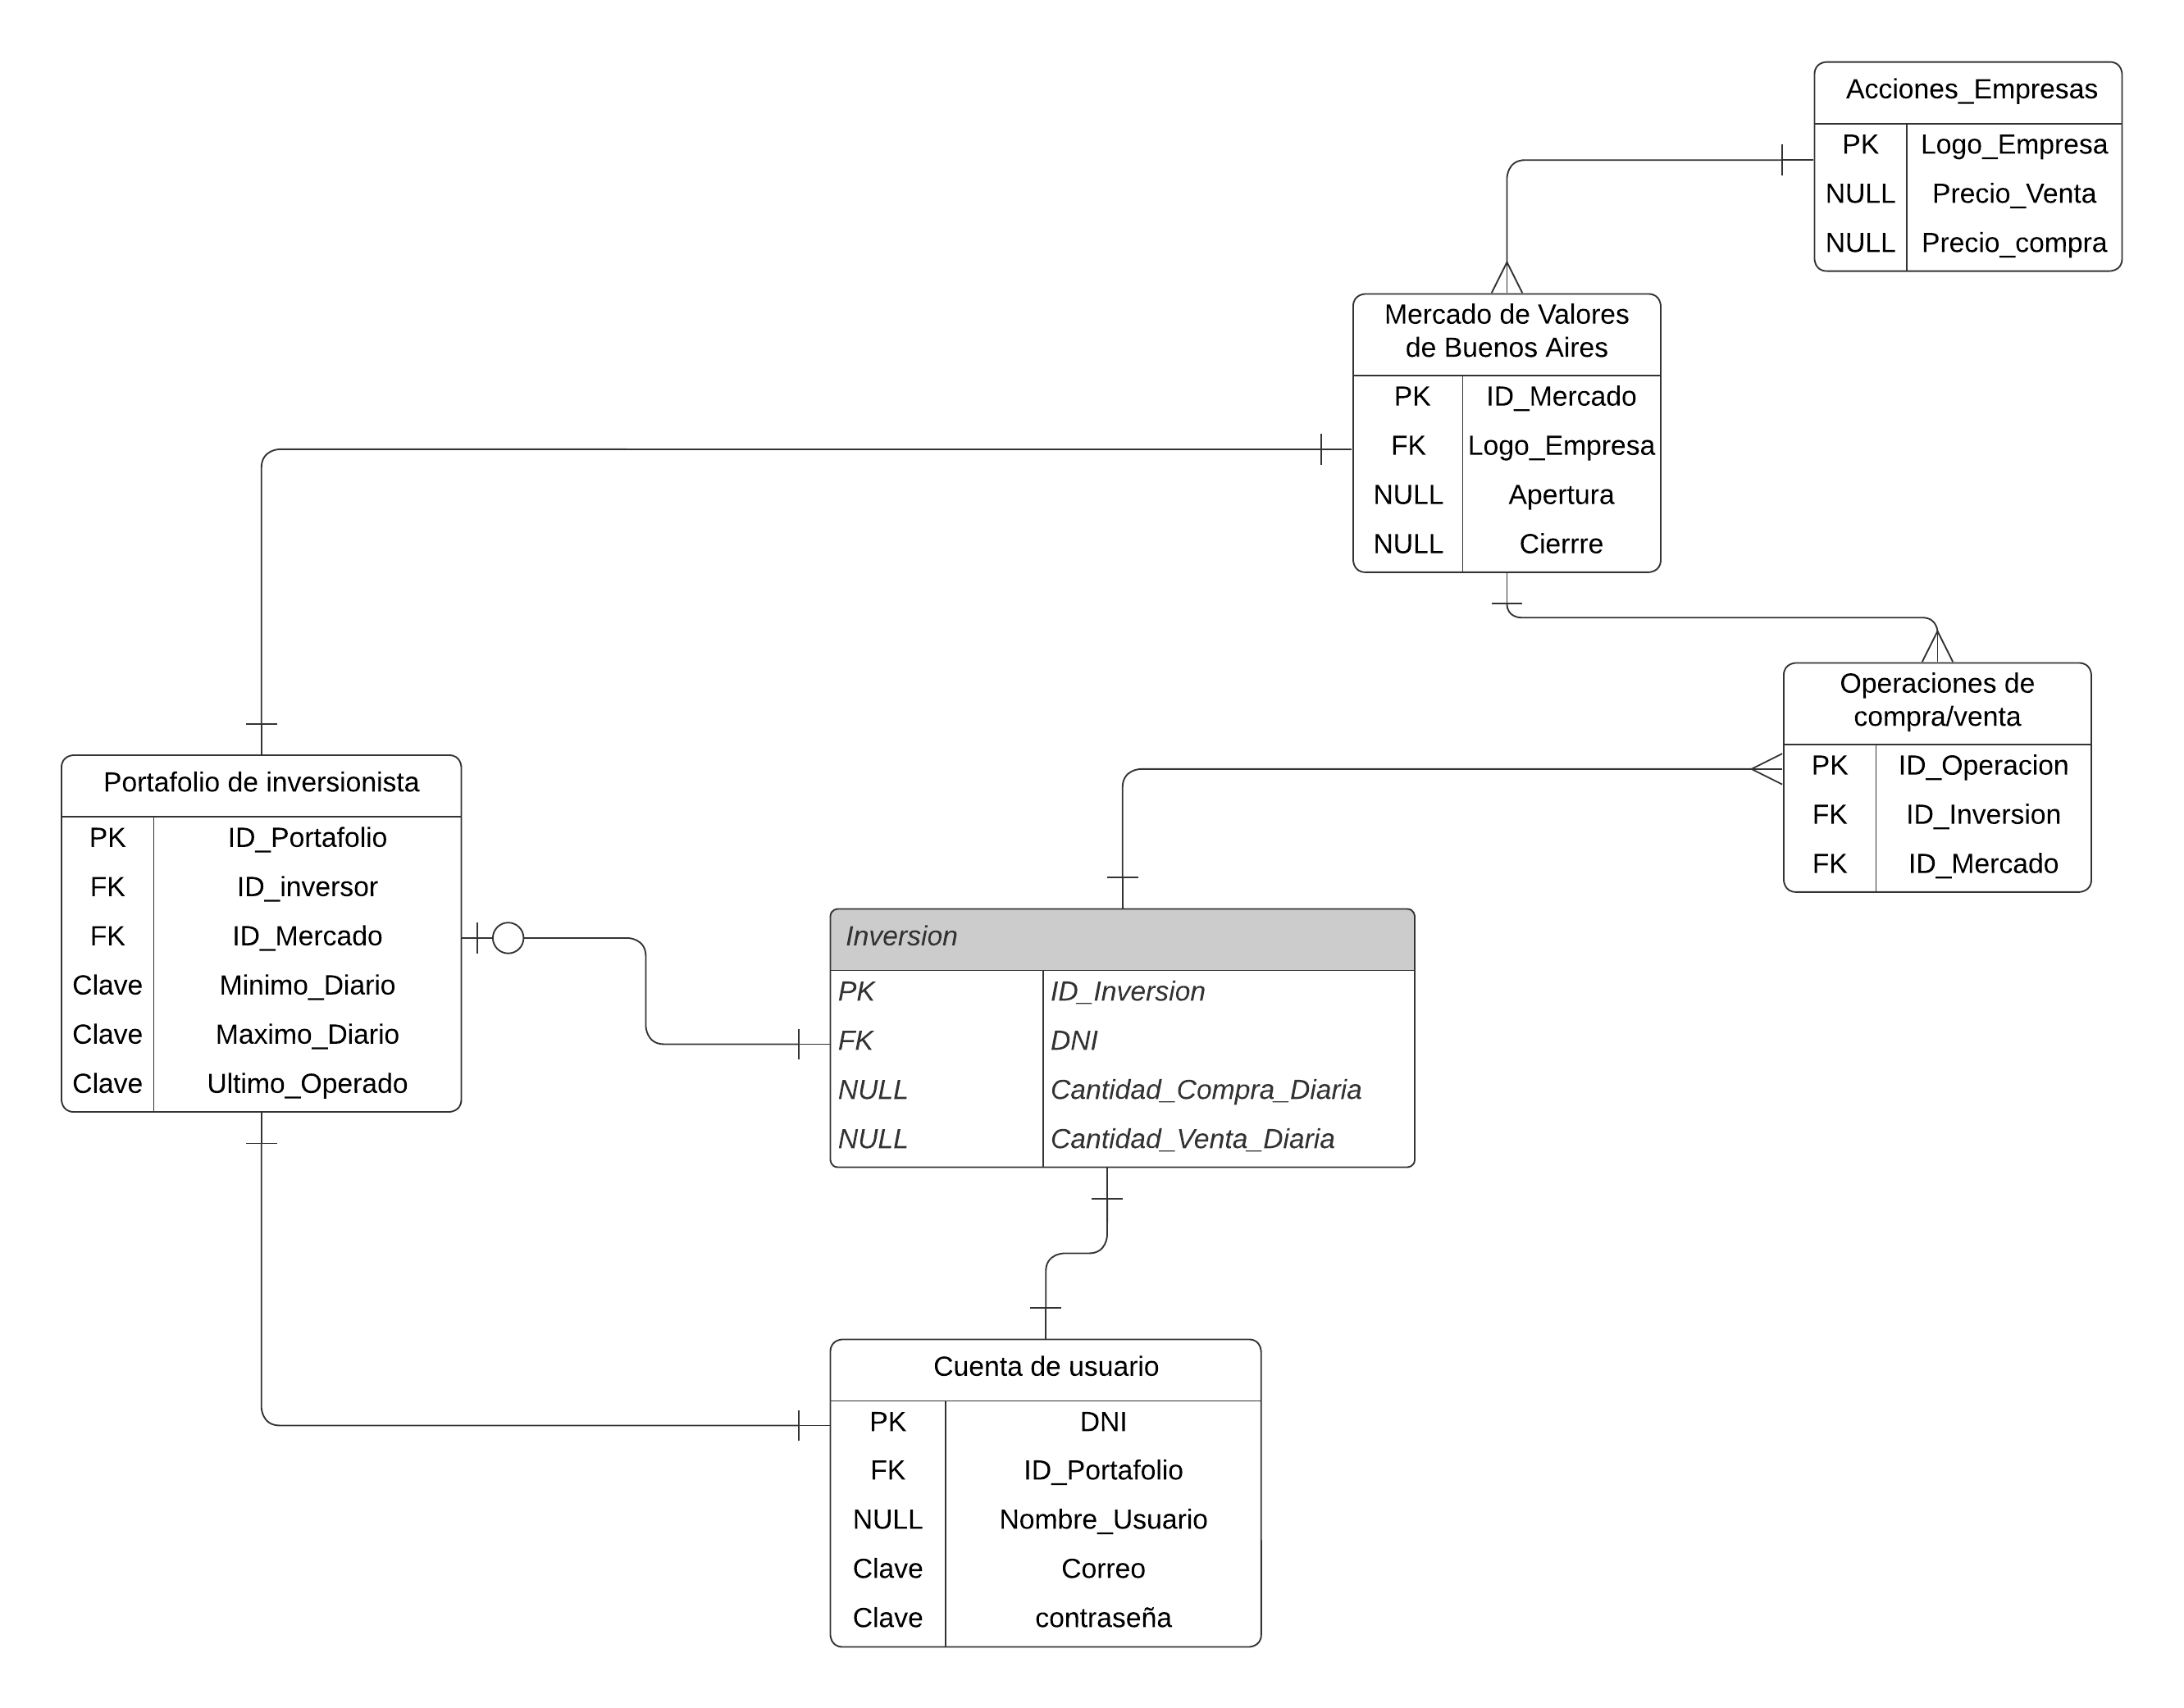 Acciones_Empresas
PK Logo_Empresa
NULL Precio_Venta
NULL Precio_compra
Mercado de Valores
de Buenos Aires
PK ID_Mercado
FK Logo_Empresa
NULL Apertura
NULL Cierrre
Operaciones de
compra/venta
PK ID_Operacion
FK ID_Inversion
FK ID_Mercado
Portafolio de inversionista
PK ID_Portafolio
FK ID_inversor
FK ID_Mercado
Clave Minimo_Diario
Clave Maximo_Diario
Clave Ultimo_Operado
Inversion
PK ID_Inversion
FK DNI
NULL Cantidad_Compra_Diaria
NULL Cantidad_Venta_Diaria
Cuenta de usuario
PK DNI
FK ID_Portafolio
NULL Nombre_Usuario
Clave Correo
Clave contraseña